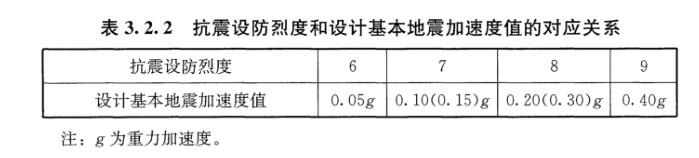 表 3.2.2 抗震设防烈度和设计基本地震加速度值的对应关系
抗震设防烈度 6 7 8 9
设计基本地震加速度值 0.05g 0.10(0.15)g 0.20(0.30)g 0.40g
注：g 为重力加速度。